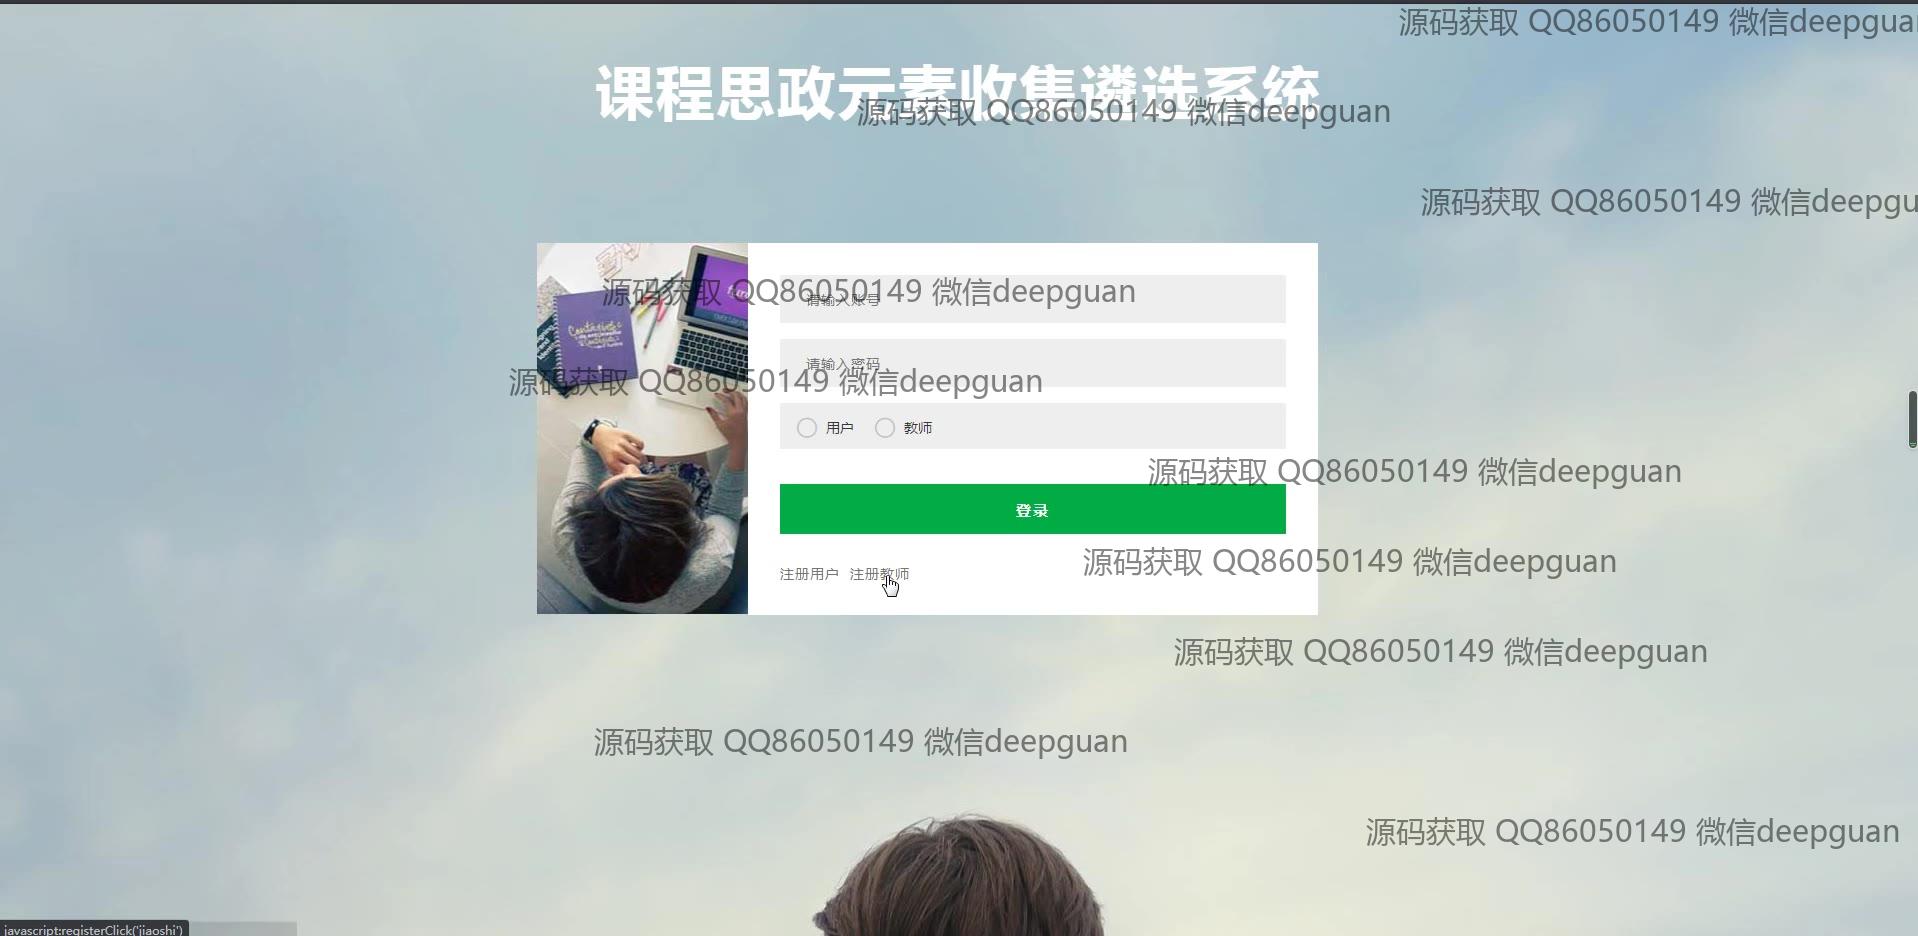 源码获取 QQ86050149 微信deepgua
课程思政元素收集遴选系统
源码获取 QQ86050149 微信deepguan
源码获取 QQ86050149 微信deepgu
源码获取 QQ86050149 微信deepguan
请输入账号
请输入密码
源码获取 QQ86050149 微信deepguan
用户 教师
源码获取 QQ86050149 微信deepguan
登录
源码获取 QQ86050149 微信deepguan
注册用户 注册教师
源码获取 QQ86050149 微信deepguan
源码获取 QQ86050149 微信deepguan
源码获取 QQ86050149 微信deepguan
javascript:registerClick('jiaoshi')